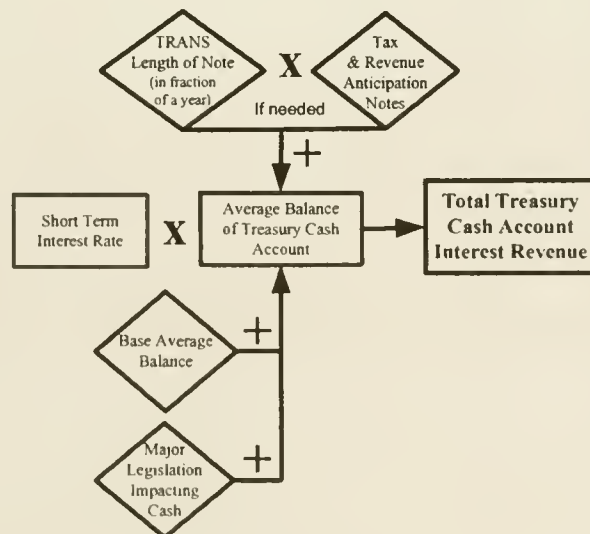 TRANS
Length of Note
(in fraction
of a year)
X
Tax
& Revenue
Anticipation
Notes
If needed
+
Short Term
Interest Rate
X
Average Balance
of Treasury Cash
Account
Total Treasury
Cash Account
Interest Revenue
+
Base Average
Balance
+
Major
Legislation
Impacting
Cash